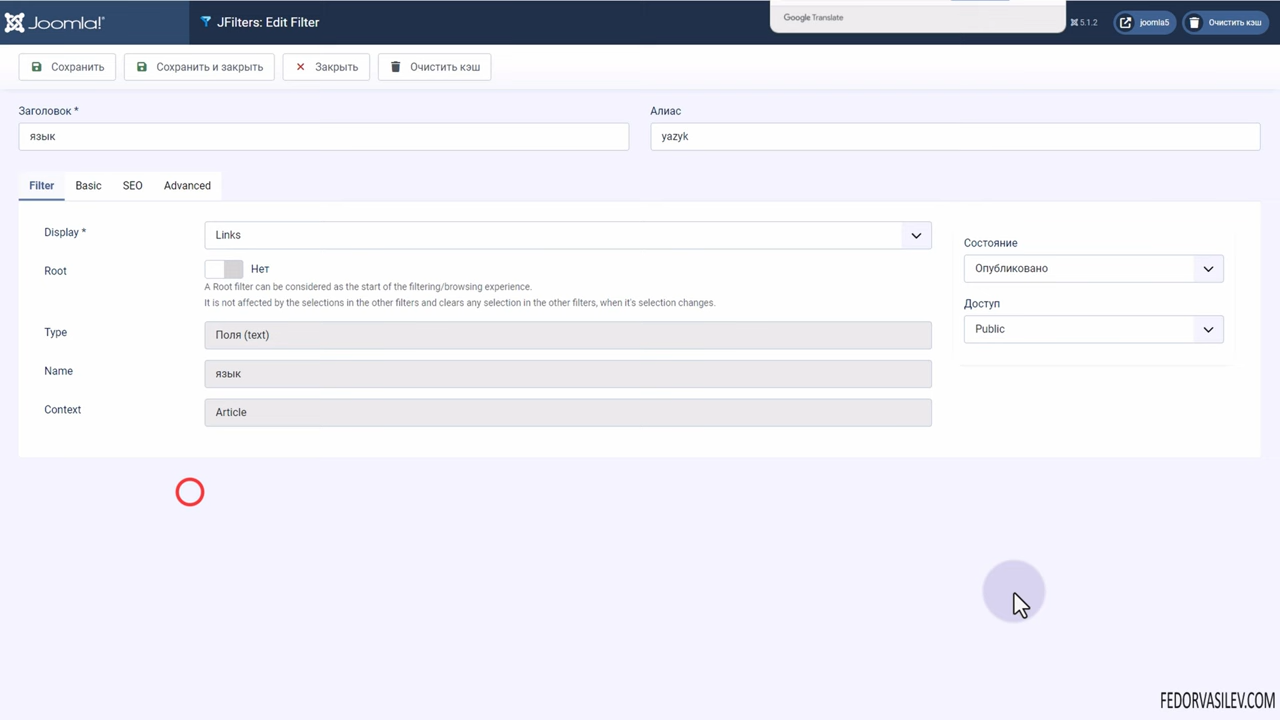 Joomla!®
JFilters: Edit Filter
Google Translate
5.1.2
joomla5
Очистить кэш
Сохранить
Сохранить и закрыть
Закрыть
Очистить кэш
Заголовок *
язык
Алиас
yazyk
Filter
Basic
SEO
Advanced
Display *
Links
Root
Нет
A Root filter can be considered as the start of the filtering/browsing experience.
It is not affected by the selections in the other filters and clears any selection in the other filters, when it's selection changes.
Type
Поля (text)
Name
язык
Context
Article
Состояние
Опубликовано
Доступ
Public
FEDORVASILEV.COM